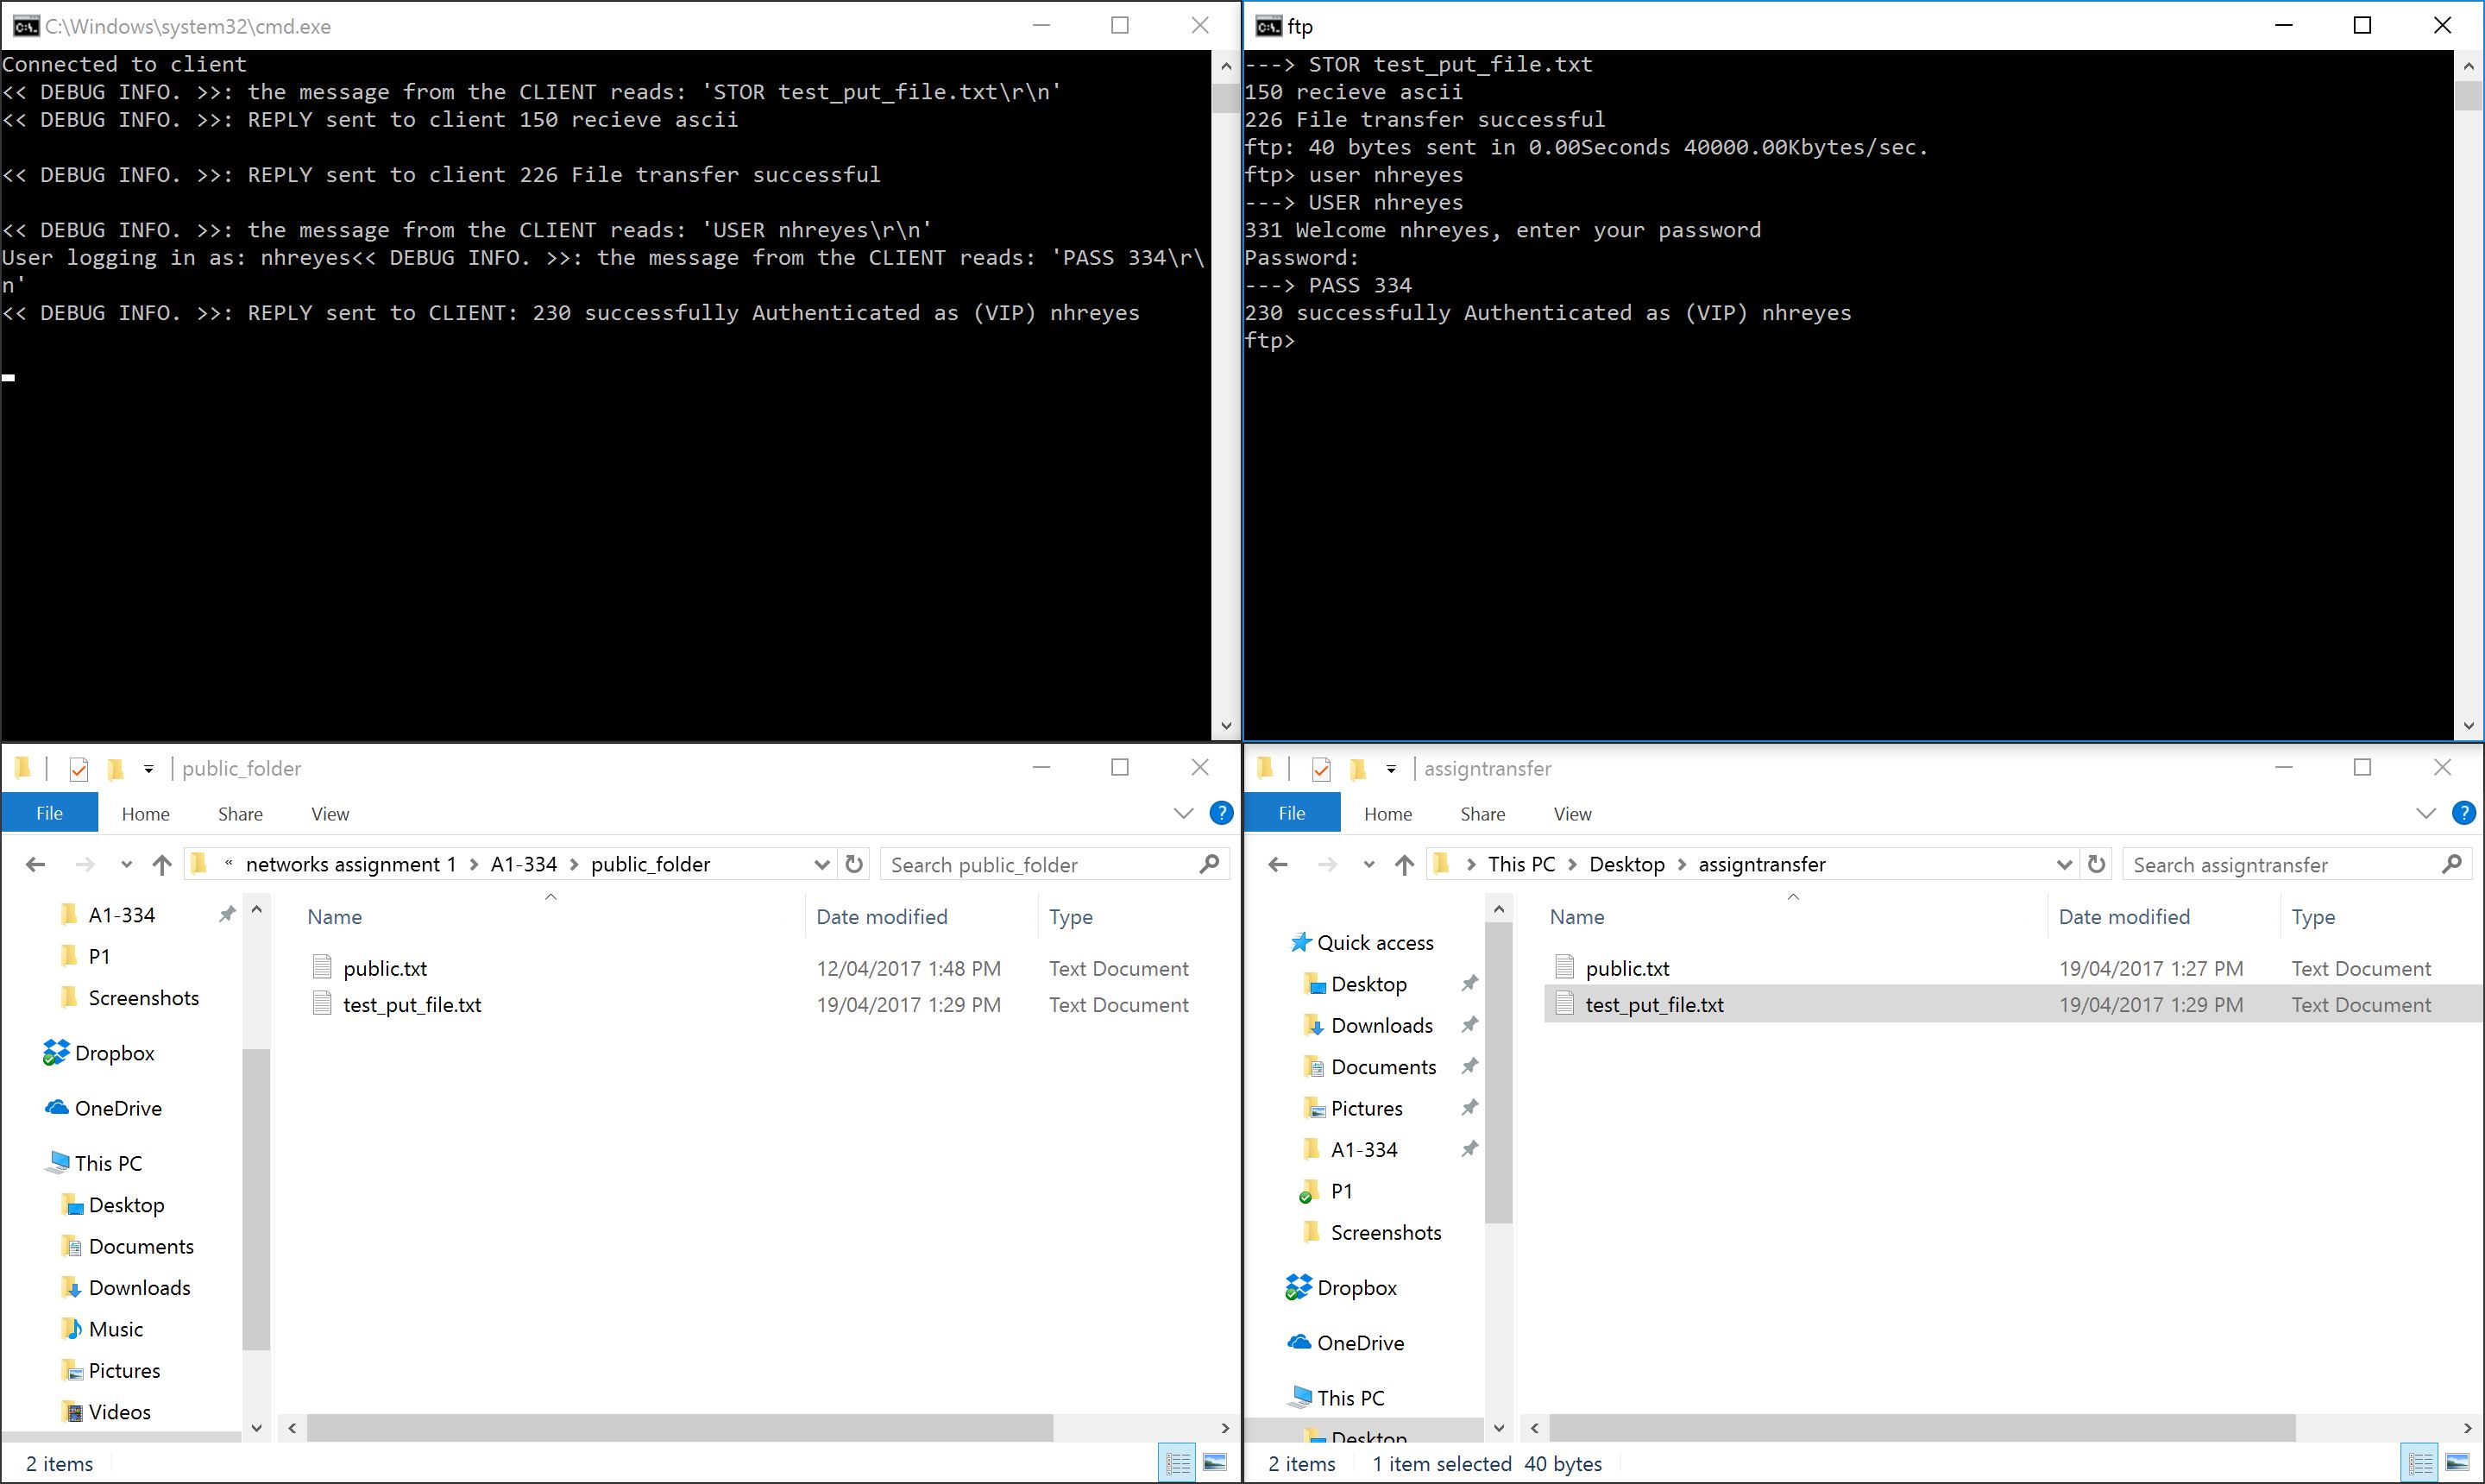 C:\Windows\system32\cmd.exe
Connected to client
<< DEBUG INFO. >>: the message from the CLIENT reads: 'STOR test_put_file.txt\r\n'
<< DEBUG INFO. >>: REPLY sent to client 150 recieve ascii
<< DEBUG INFO. >>: REPLY sent to client 226 File transfer successful
<< DEBUG INFO. >>: the message from the CLIENT reads: 'USER nhreyes\r\n'
User logging in as: nhreyes<< DEBUG INFO. >>: the message from the CLIENT reads: 'PASS 334\r\
n'
<< DEBUG INFO. >>: REPLY sent to CLIENT: 230 successfully Authenticated as (VIP) nhreyes
ftp
---> STOR test_put_file.txt
150 recieve ascii
226 File transfer successful
ftp: 40 bytes sent in 0.00Seconds 40000.00Kbytes/sec.
ftp> user nhreyes
---> USER nhreyes
331 Welcome nhreyes, enter your password
Password:
---> PASS 334
230 successfully Authenticated as (VIP) nhreyes
ftp>
public_folder
File Home Share View
« networks assignment 1 > A1-334 > public_folder
Search public_folder
A1-334
P1
Screenshots
Dropbox
OneDrive
This PC
Desktop
Documents
Downloads
Music
Pictures
Videos
Name Date modified Type
public.txt 12/04/2017 1:48 PM Text Document
test_put_file.txt 19/04/2017 1:29 PM Text Document
2 items
assigntransfer
File Home Share View
> This PC > Desktop > assigntransfer
Search assigntransfer
Quick access
Desktop
Downloads
Documents
Pictures
A1-334
P1
Screenshots
Dropbox
OneDrive
This PC
Desktop
Name Date modified Type
public.txt 19/04/2017 1:27 PM Text Document
test_put_file.txt 19/04/2017 1:29 PM Text Document
2 items 1 item selected 40 bytes